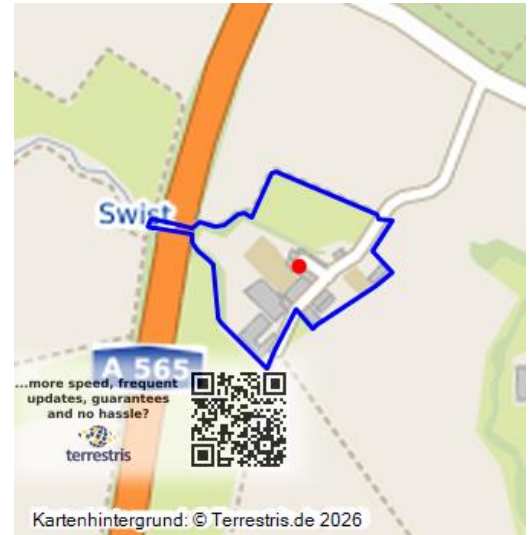 Swist
A 565
...more speed, frequent
updates, guarantees
and no hassle?
terrestris
Kartenhintergrund: © Terrestris.de 2026